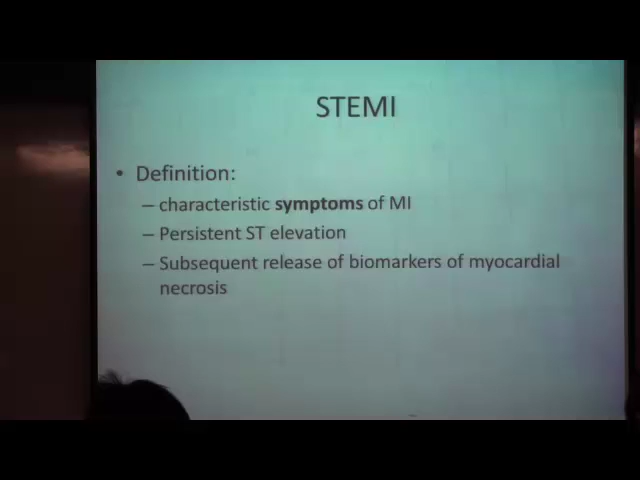 STEMI
• Definition:
– characteristic symptoms of MI
– Persistent ST elevation
– Subsequent release of biomarkers of myocardial
necrosis